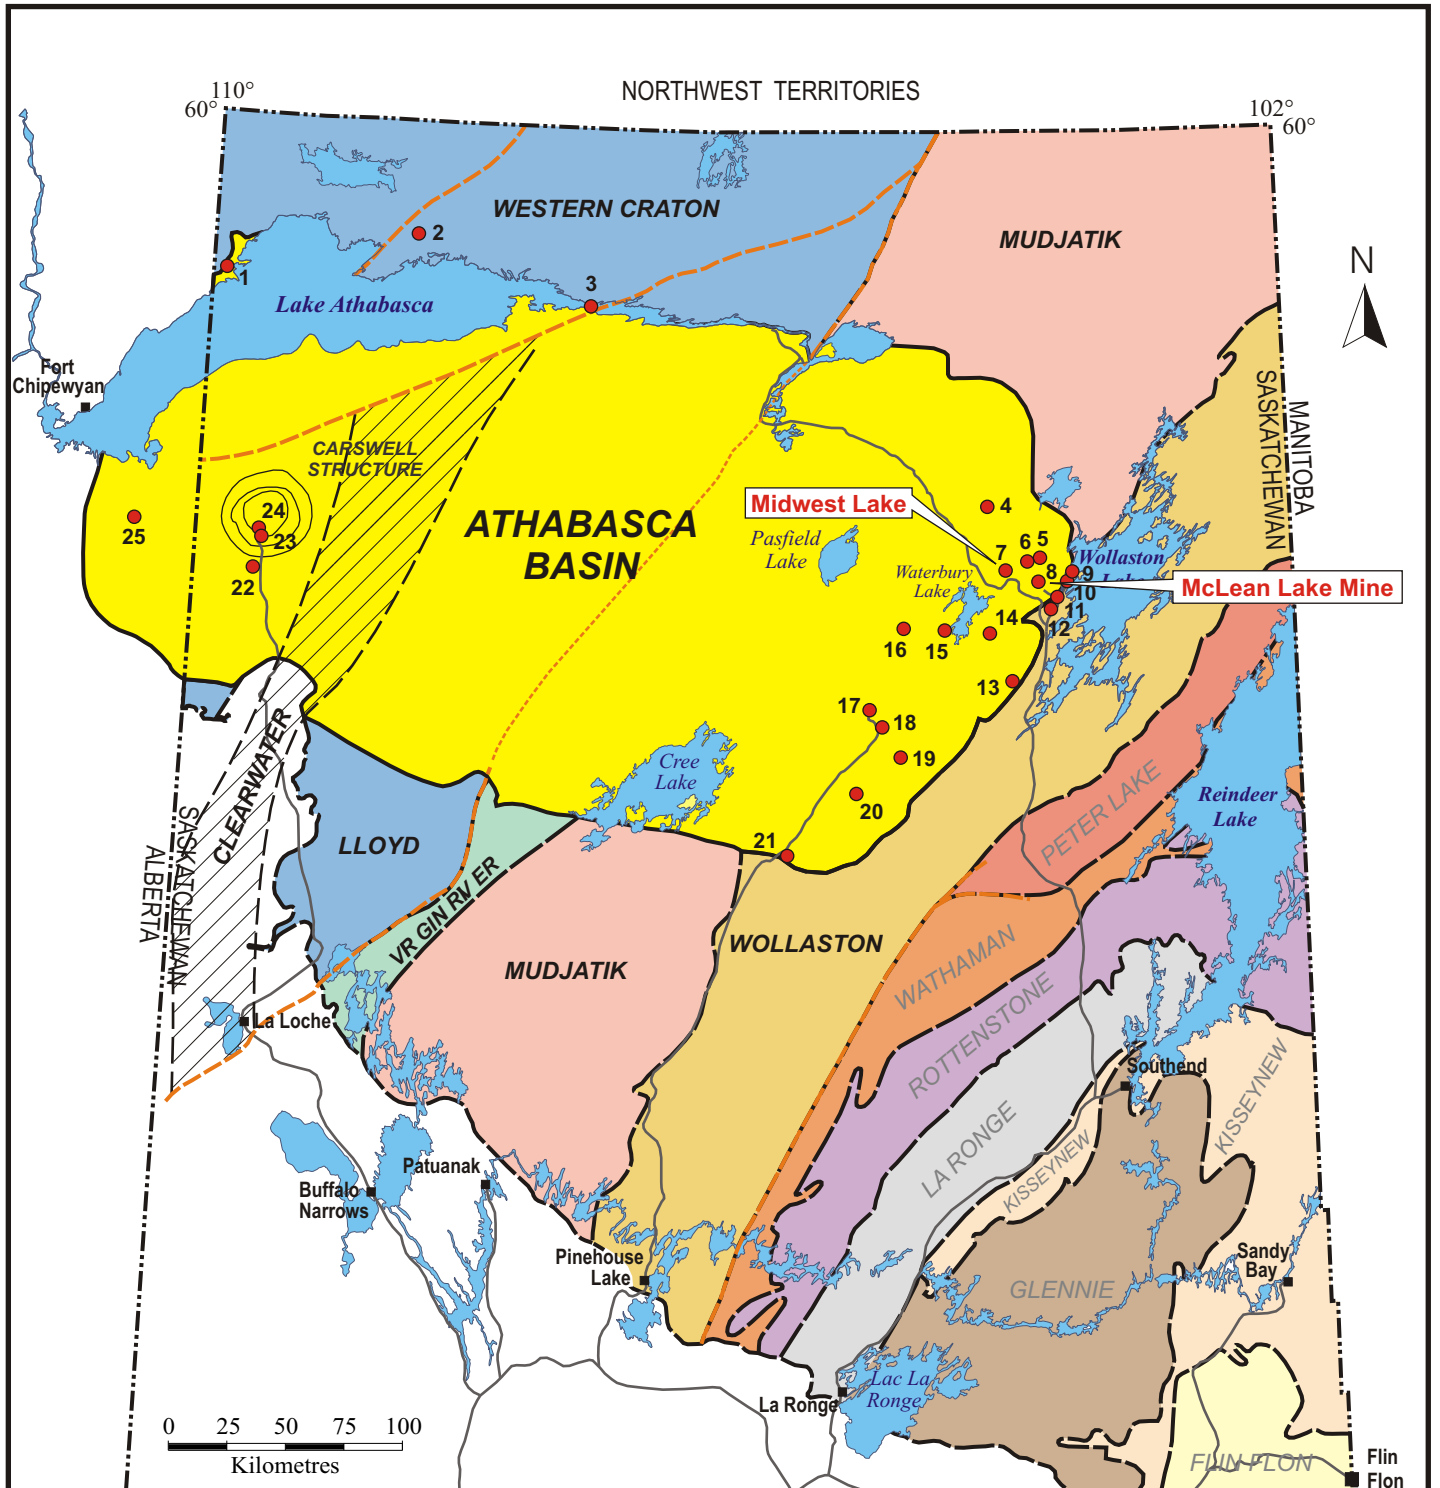 NORTHWEST TERRITORIES
110°
60°
102°
60°
WESTERN CRATON
MUDJATIK
2
1
3
Lake Athabasca
N
Fort
Chipewyan
MANITOBA
SASKATCHEWAN
CARSWELL
STRUCTURE
ATHABASCA
BASIN
Midwest Lake
4
Pasfield
Lake
24
23
25
22
7
6
5
8
Wollaston
9
10
McLean Lake Mine
Waterbury
Lake
11
12
14
16
15
13
17
18
19
20
21
Cree
Lake
CLEARWATER
LLOYD
SASKATCHEWAN
ALBERTA
VR GIN RIV ER
MUDJATIK
WOLLASTON
PETER LAKE
Reindeer
Lake
WATHAMAN
ROTTENSTONE
La Loche
Southend
LA RONGE
KISSEYNEW
KISSEYNEW
Patuanak
Buffalo
Narrows
Pinehouse
Lake
Sandy
Bay
GLENNIE
Lac La
Ronge
La Ronge
0 25 50 75 100
Kilometres
FLIN FLON
Flin
Flon